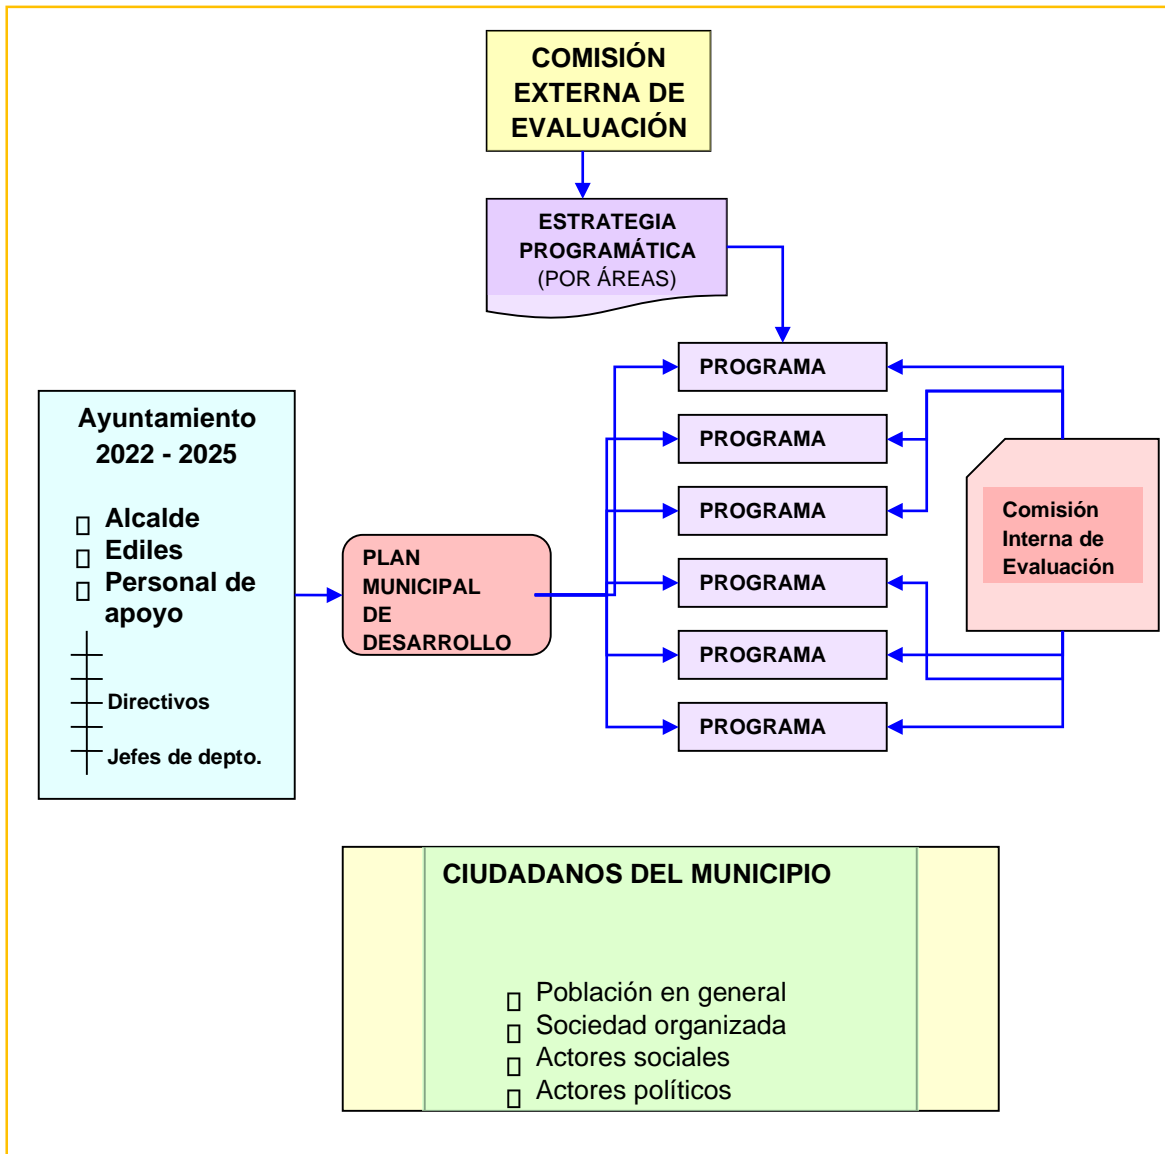 COMISIÓN
EXTERNA DE
EVALUACIÓN
ESTRATEGIA
PROGRAMÁTICA
(POR ÁREAS)
PROGRAMA
PROGRAMA
PROGRAMA
PROGRAMA
PROGRAMA
PROGRAMA
Ayuntamiento
2022 - 2025
Alcalde
Ediles
Personal de
apoyo
Directivos
Jefes de depto.
PLAN
MUNICIPAL
DE
DESARROLLO
Comisión
Interna de
Evaluación
CIUDADANOS DEL MUNICIPIO
Población en general
Sociedad organizada
Actores sociales
Actores políticos